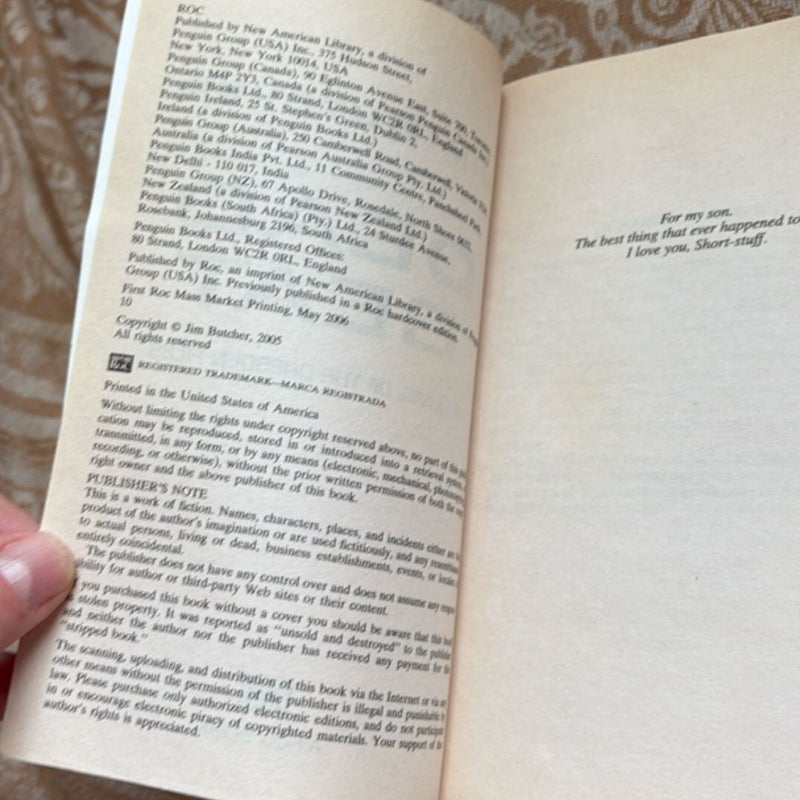 ROC
Published by New American Library, a division of
Penguin Group (USA) Inc., 375 Hudson Street,
New York, New York 10014, USA
Penguin Group (Canada), 90 Eglinton Avenue East, Suite 700, Toronto,
Ontario M4P 2Y3, Canada (a division of Pearson Penguin Canada Inc.)
Penguin Books Ltd., 80 Strand, London WC2R 0RL, England
Penguin Ireland, 25 St. Stephen's Green, Dublin 2,
Ireland (a division of Penguin Books Ltd.)
Penguin Group (Australia), 250 Camberwell Road, Camberwell, Victoria
Australia (a division of Pearson Australia Group Pty. Ltd.)
Penguin Books India Pvt. Ltd., 11 Community Centre, Panchsheel Park,
New Delhi - 110 017, India
Penguin Group (NZ), 67 Apollo Drive, Rosedale, North Shore
New Zealand (a division of Pearson New Zealand Ltd.)
Penguin Books (South Africa) (Pty.) Ltd., 24 Sturdee Avenue,
Rosebank, Johannesburg 2196, South Africa
Penguin Books Ltd., Registered Offices:
80 Strand, London WC2R 0RL, England
Published by Roc, an imprint of New American Library, a division of
Group (USA) Inc. Previously published in a Roc hardcover edition.
First Roc Mass Market Printing, May 2006
10
Copyright © Jim Butcher, 2005
All rights reserved
REGISTERED TRADEMARK—MARCA REGISTRADA
Printed in the United States of America
Without limiting the rights under copyright reserved above, no part of this
cation may be reproduced, stored in or introduced into a retrieval system,
transmitted, in any form, or by any means (electronic, mechanical,
recording, or otherwise), without the prior written permission of both the
right owner and the above publisher of this book.
PUBLISHER'S NOTE
This is a work of fiction. Names, characters, places, and incidents either are
product of the author's imagination or are used fictitiously, and any
to actual persons, living or dead, business establishments, events, or
entirely coincidental.
The publisher does not have any control over and does not assume any
for author or third-party Web sites or their content.
you purchased this book without a cover you should be aware that this
stolen property. It was reported as "unsold and destroyed" to the
and neither the author nor the publisher has received any payment for
"stripped book."
The scanning, uploading, and distribution of this book via the Internet or via
other means without the permission of the publisher is illegal and punishable
law. Please purchase only authorized electronic editions, and do not
in or encourage electronic piracy of copyrighted materials. Your support of
author's rights is appreciated.
For my son.
The best thing that ever happened to
I love you, Short-stuff.